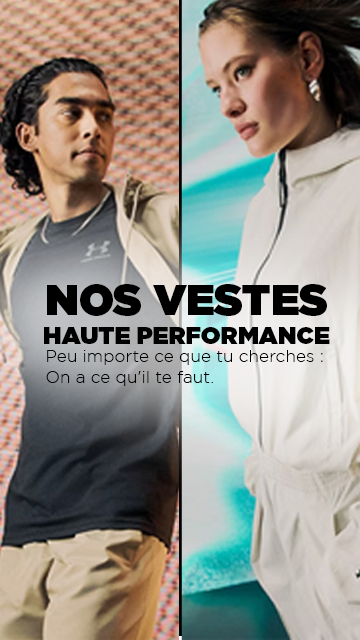 NOS VESTES
HAUTE PERFORMANCE
Peu importe ce que tu cherches :
On a ce qu'il te faut.